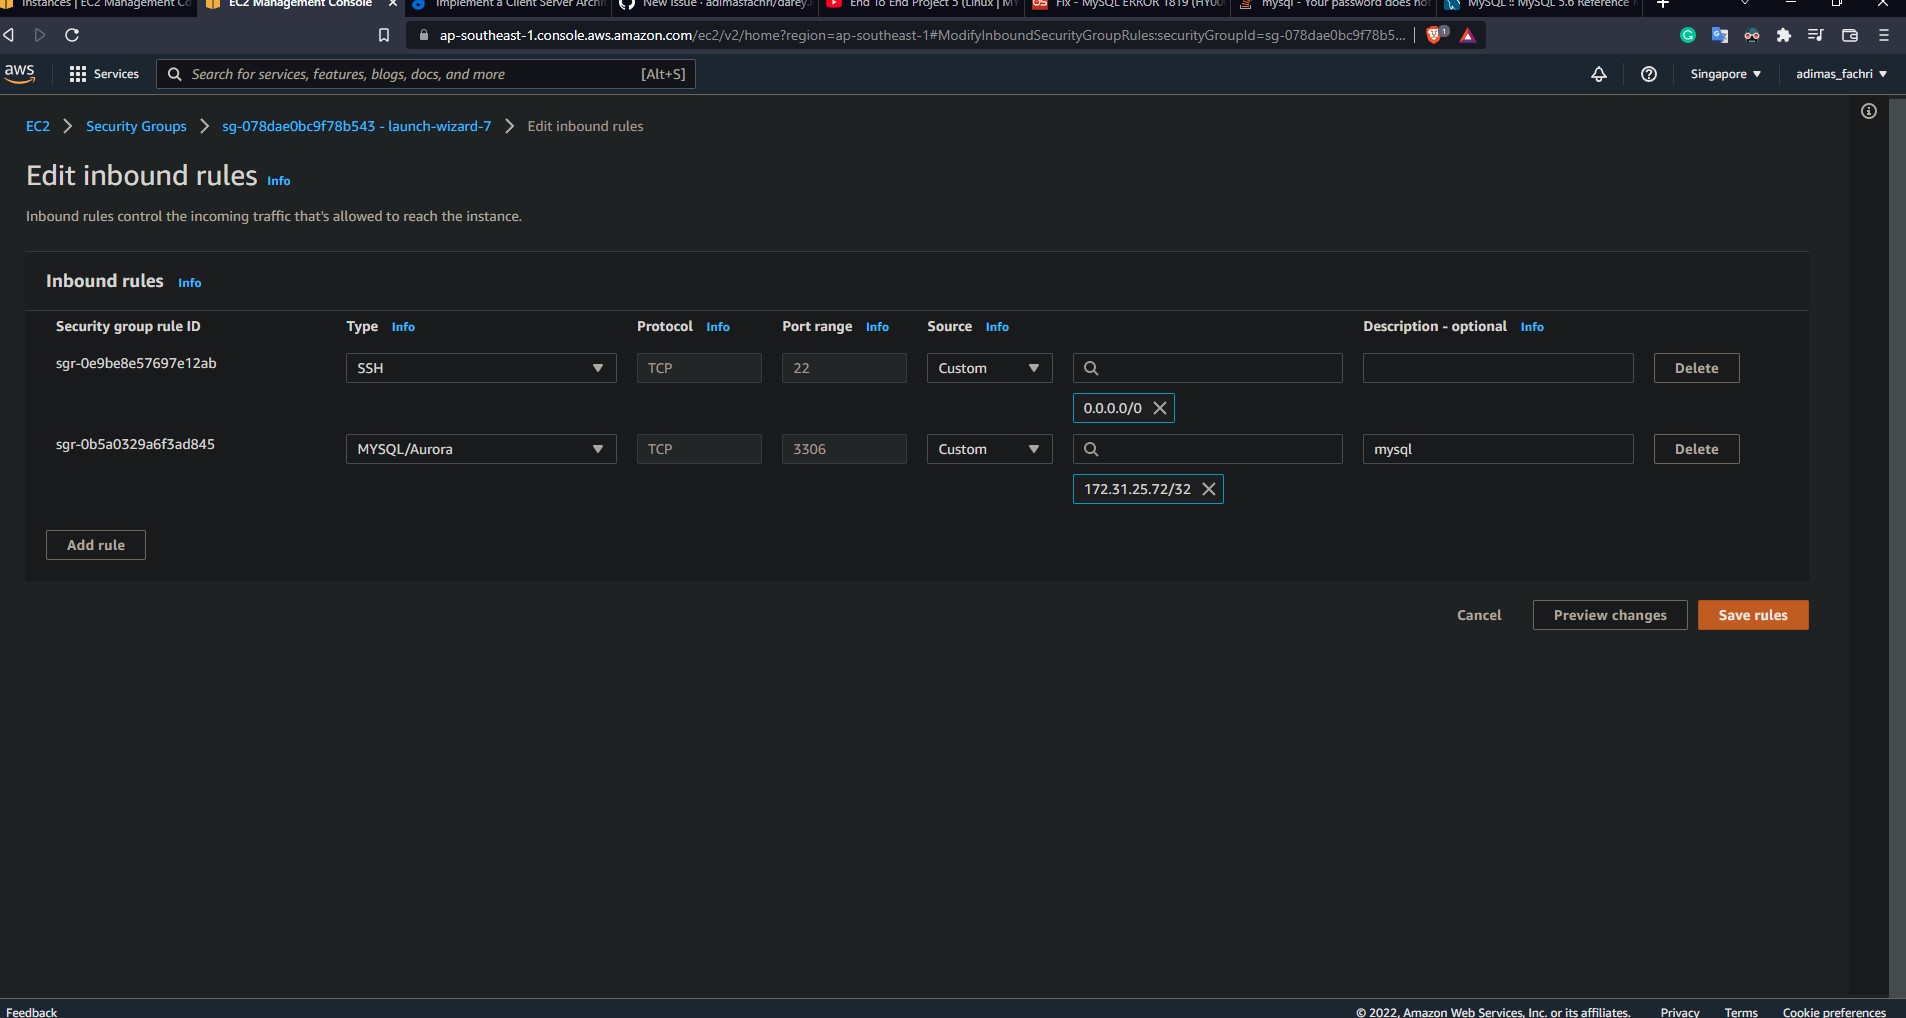 Instances | EC2 Management Co
EC2 Management Console
Implement a Client Server Archi
New Issue · adimasfachri/darey.
End To End Project 5 (Linux | MY
Fix - MySQL ERROR 1819 (HY00
mysql - Your password does not
MySQL :: MySQL 5.6 Reference
ap-southeast-1.console.aws.amazon.com/ec2/v2/home?region=ap-southeast-1#ModifyInboundSecurityGroupRules:securityGroupId=sg-078dae0bc9f78b5...
1
aws
Services
Search for services, features, blogs, docs, and more
[Alt+S]
Singapore
adimas_fachri
EC2
Security Groups
sg-078dae0bc9f78b543 - launch-wizard-7
Edit inbound rules
Edit inbound rules Info
Inbound rules control the incoming traffic that's allowed to reach the instance.
Inbound rules Info
Security group rule ID
Type Info
Protocol Info
Port range Info
Source Info
Description - optional Info
sgr-0e9be8e57697e12ab
SSH
TCP
22
Custom
Delete
0.0.0.0/0
sgr-0b5a0329a6f3ad845
MYSQL/Aurora
TCP
3306
Custom
mysql
Delete
172.31.25.72/32
Add rule
Cancel
Preview changes
Save rules
Feedback
© 2022, Amazon Web Services, Inc. or its affiliates.
Privacy
Terms
Cookie preferences